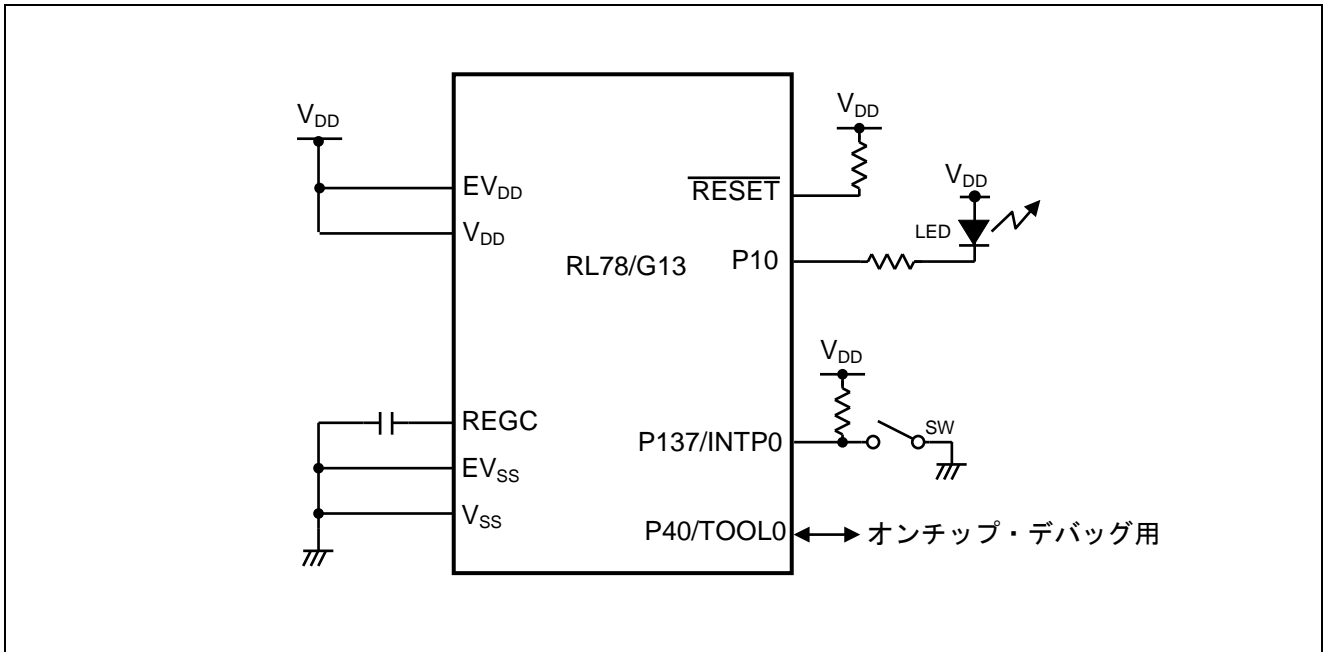 VDD
EVDD
VDD
RL78/G13
REGC
EVSS
VSS
RESET
VDD
P10
VDD
LED
VDD
P137/INTP0
SW
P40/TOOL0
オンチップ・デバッグ用